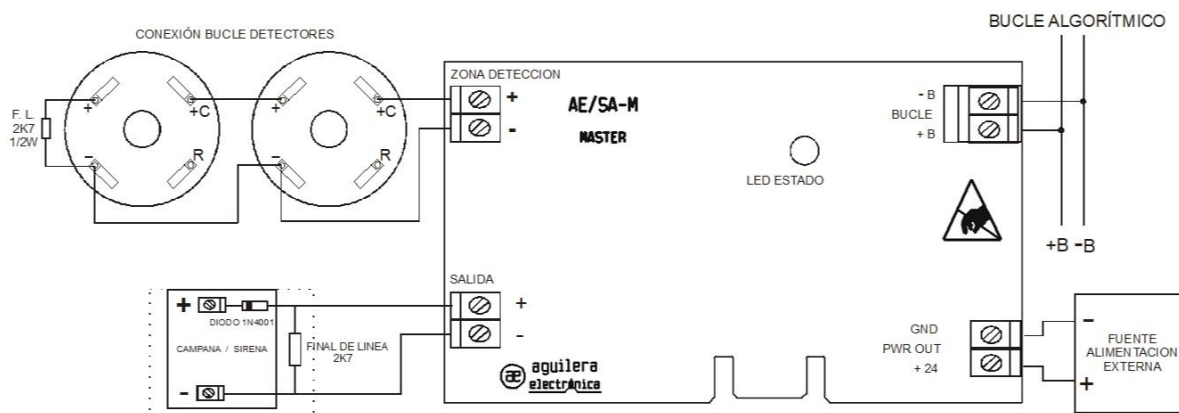 CONEXIÓN BUCLE DETECTORES
BUCLE ALGORÍTMICO
F. L.
2K7
1/2W
+
+C
+
+C
-
R
-
R
ZONA DETECCION
+
-
AE/SA-M
MASTER
LED ESTADO
- B
BUCLE
+ B
+B -B
SALIDA
+
-
+
DIODO 1N4001
CAMPANA / SIRENA
-
FINAL DE LINEA
2K7
æ aguilera
electrónica
GND
PWR OUT
+ 24
-
FUENTE
ALIMENTACION
EXTERNA
+